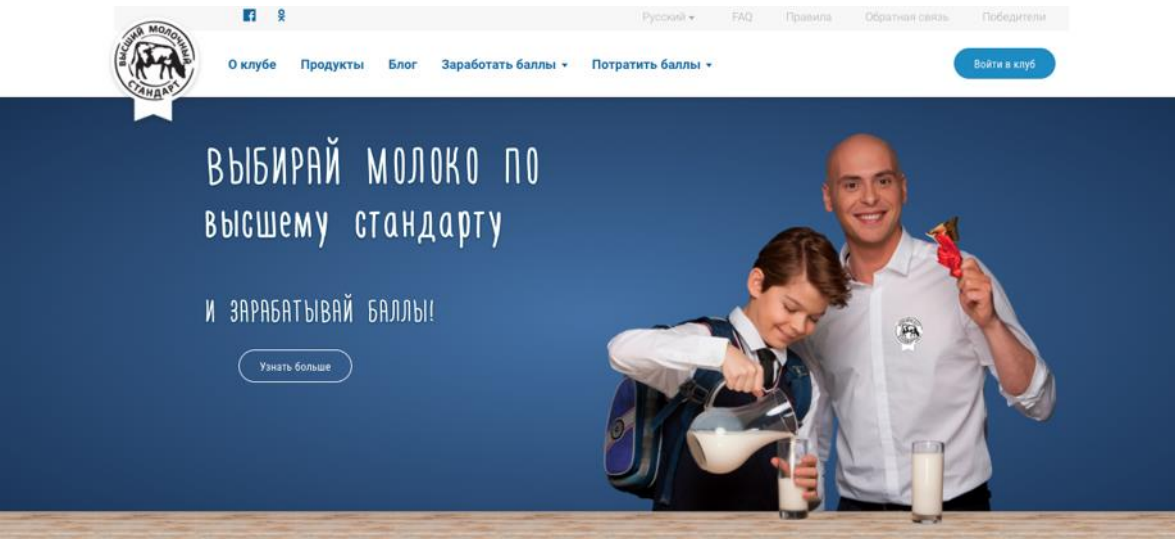 Русский
FAQ
Правила
Обратная связь
Победители
ВЫСШИЙ МОЛОЧНЫЙ
СТАНДАРТ
О клубе
Продукты
Блог
Заработать баллы
Потратить баллы
Войти в клуб
ВЫБИРАЙ МОЛОКО ПО
высшему стандарту
И ЗАРАБАТЫВАЙ БАЛЛЫ!
Узнать больше